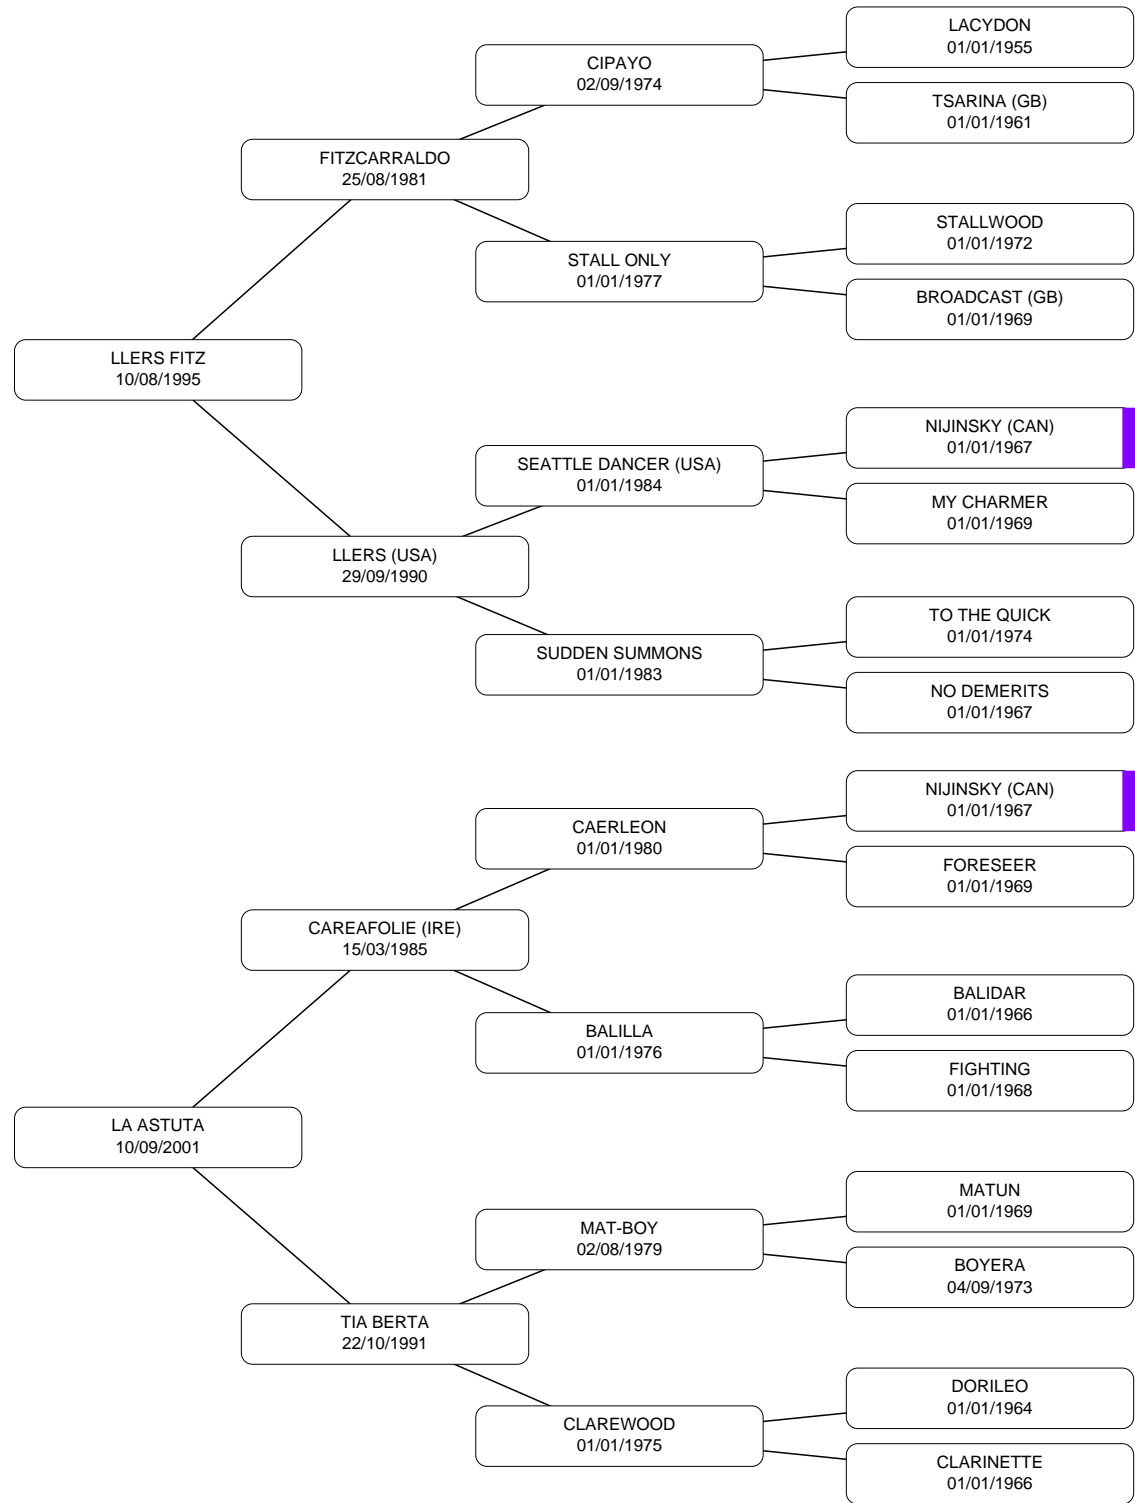 LACYDON
01/01/1955
CIPAYO
02/09/1974
TSARINA (GB)
01/01/1961
FITZCARRALDO
25/08/1981
STALLWOOD
01/01/1972
STALL ONLY
01/01/1977
BROADCAST (GB)
01/01/1969
LLERS FITZ
10/08/1995
NIJINSKY (CAN)
01/01/1967
SEATTLE DANCER (USA)
01/01/1984
MY CHARMER
01/01/1969
LLERS (USA)
29/09/1990
TO THE QUICK
01/01/1974
SUDDEN SUMMONS
01/01/1983
NO DEMERITS
01/01/1967
NIJINSKY (CAN)
01/01/1967
CAERLEON
01/01/1980
FORESEER
01/01/1969
CAREAFOLIE (IRE)
15/03/1985
BALIDAR
01/01/1966
BALILLA
01/01/1976
FIGHTING
01/01/1968
LA ASTUTA
10/09/2001
MATUN
01/01/1969
MAT-BOY
02/08/1979
BOYERA
04/09/1973
TIA BERTA
22/10/1991
DORILEO
01/01/1964
CLAREWOOD
01/01/1975
CLARINETTE
01/01/1966